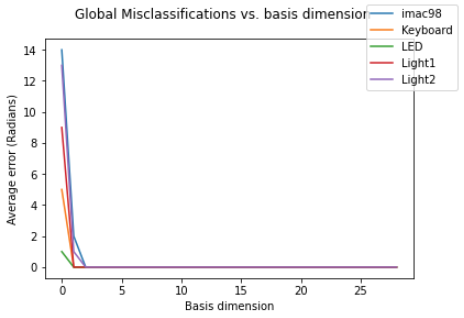 Global Misclassifications vs. basis dimension
imac98
Keyboard
LED
Light1
Light2
14
12
10
8
6
4
2
0
Average error (Radians)
0 5 10 15 20 25
Basis dimension